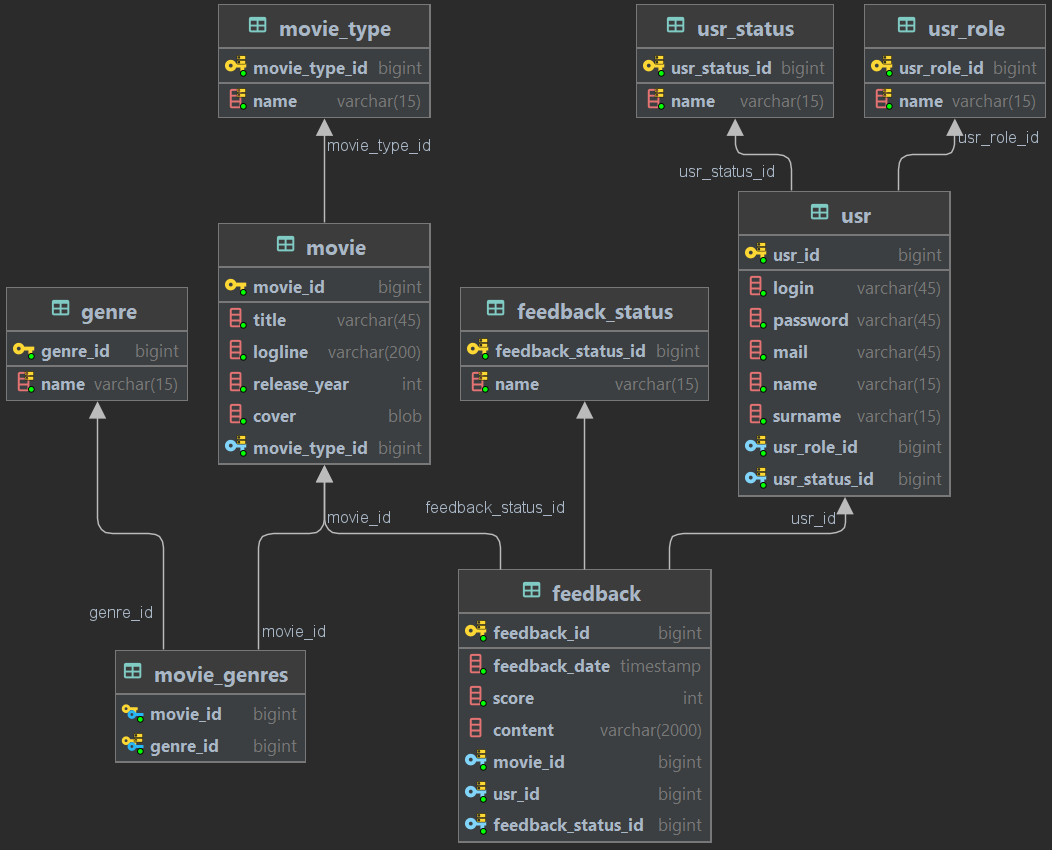 movie_type
movie_type_id bigint
name varchar(15)
usr_status
usr_status_id bigint
name varchar(15)
usr_role
usr_role_id bigint
name varchar(15)
movie_type_id
usr_status_id
usr_role_id
movie
movie_id bigint
title varchar(45)
logline varchar(200)
release_year int
cover blob
movie_type_id bigint
usr
usr_id bigint
login varchar(45)
password varchar(45)
mail varchar(45)
name varchar(15)
surname varchar(15)
usr_role_id bigint
usr_status_id bigint
genre
genre_id bigint
name varchar(15)
feedback_status
feedback_status_id bigint
name varchar(15)
movie_id
feedback_status_id
usr_id
genre_id
movie_id
feedback
feedback_id bigint
feedback_date timestamp
score int
content varchar(2000)
movie_id bigint
usr_id bigint
feedback_status_id bigint
movie_genres
movie_id bigint
genre_id bigint